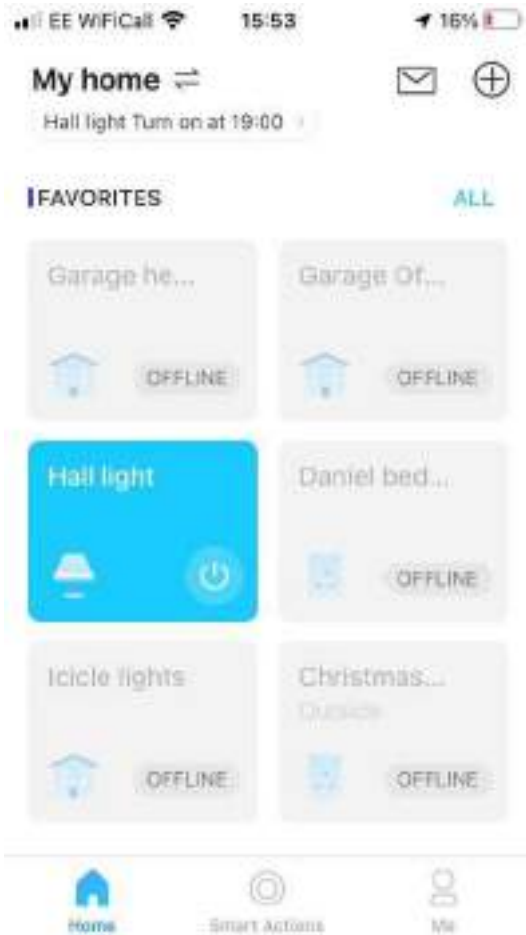 EE WiFiCall 15:53 16%
My home
Hall light Turn on at 19:00
FAVORITES ALL
Garage he... Garage Of...
OFFLINE OFFLINE
Hall light Daniel bed...
OFFLINE
Icicle lights Christmas...
Outside
OFFLINE OFFLINE
Home Smart Actions Me